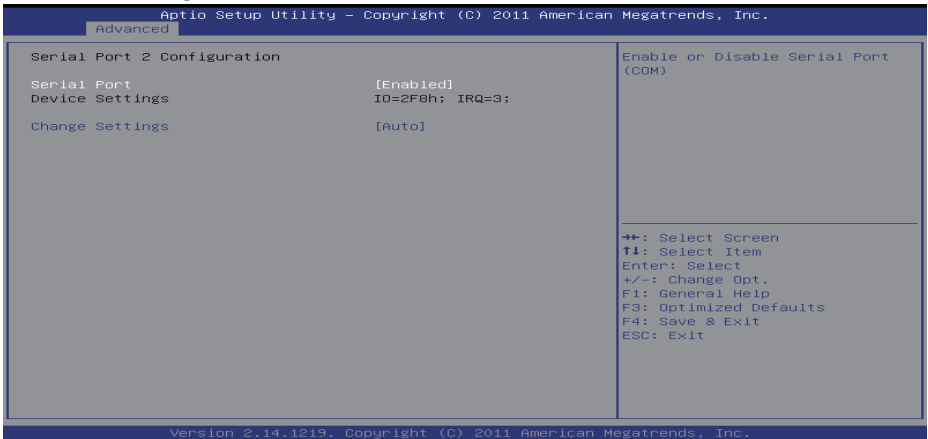 Aptio Setup Utility – Copyright (C) 2011 American Megatrends, Inc.
Advanced
Serial Port 2 Configuration
Serial Port [Enabled]
Device Settings IO=2F8h; IRQ=3;
Change Settings [Auto]
Enable or Disable Serial Port
(COM)
→←: Select Screen
↑↓: Select Item
Enter: Select
+/-: Change Opt.
F1: General Help
F3: Optimized Defaults
F4: Save & Exit
ESC: Exit
Version 2.14.1219. Copyright (C) 2011 American Megatrends, Inc.